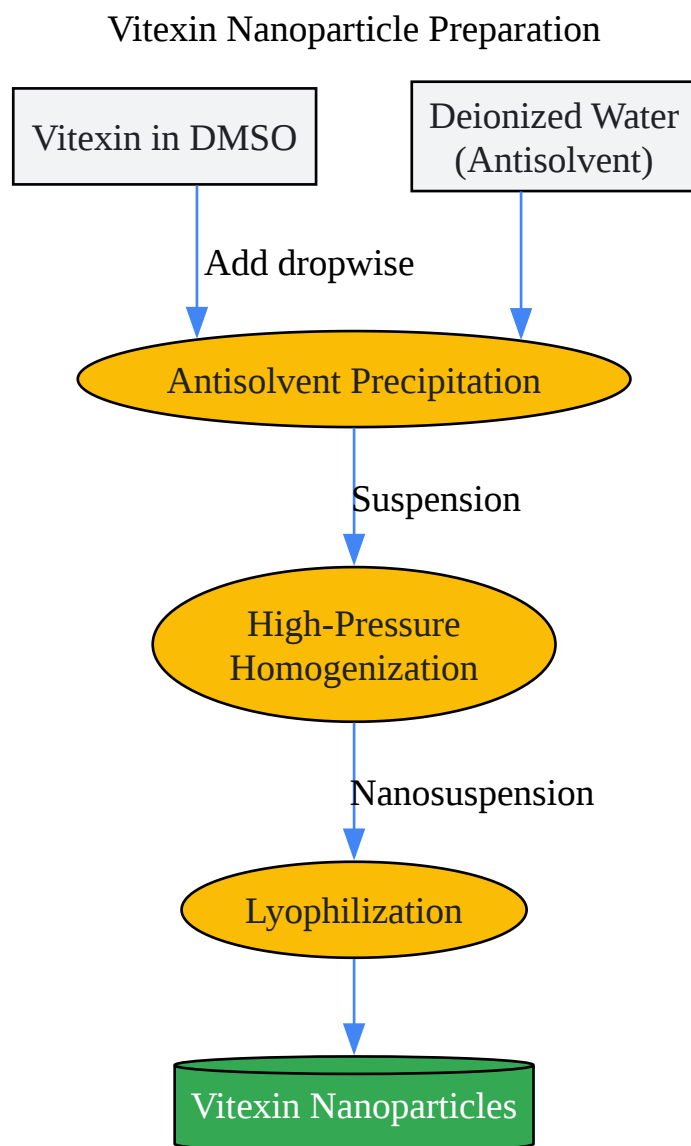 Vitexin Nanoparticle Preparation
Vitexin in DMSO
Deionized Water
(Antisolvent)
Add dropwise
Antisolvent Precipitation
Suspension
High-Pressure
Homogenization
Nanosuspension
Lyophilization
Vitexin Nanoparticles